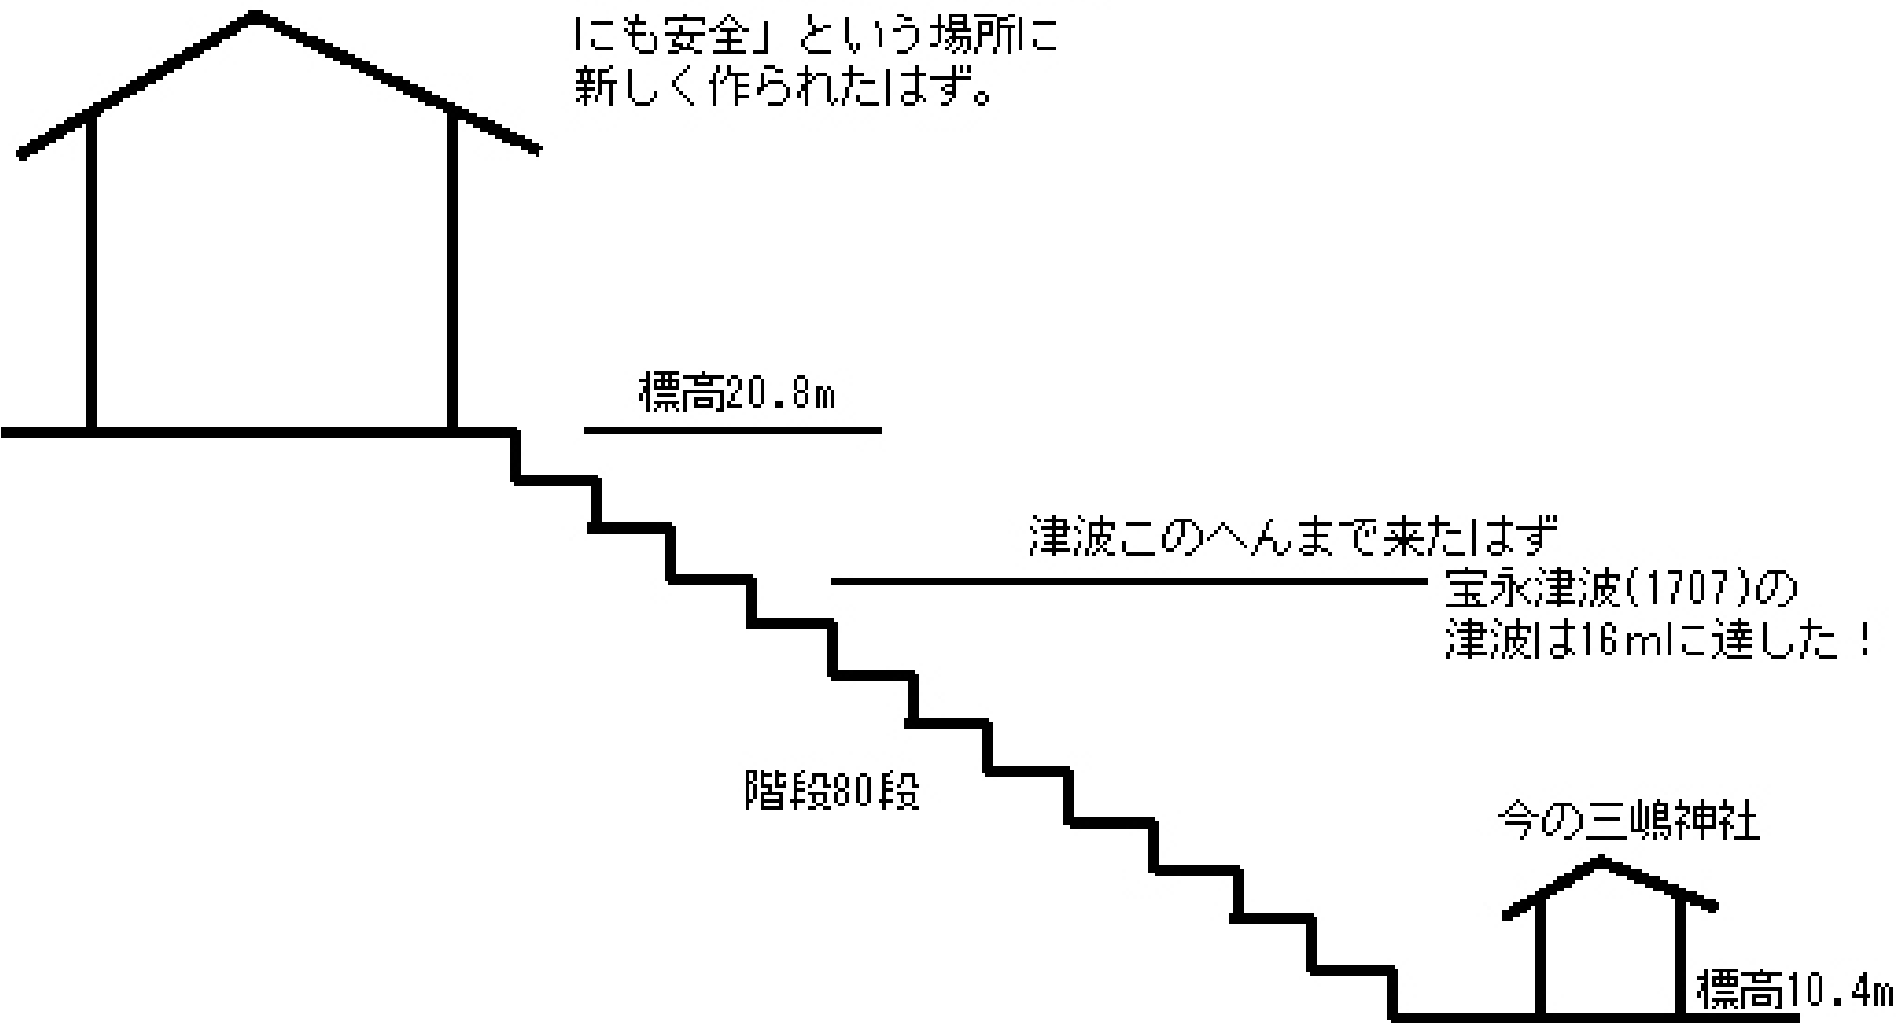 にも安全」という場所に
新しく作られたはず。
標高20.8m
津波このへんまで来たはず
宝永津波(1707)の
津波は16mに達した！
階段80段
今の三嶋神社
標高10.4m